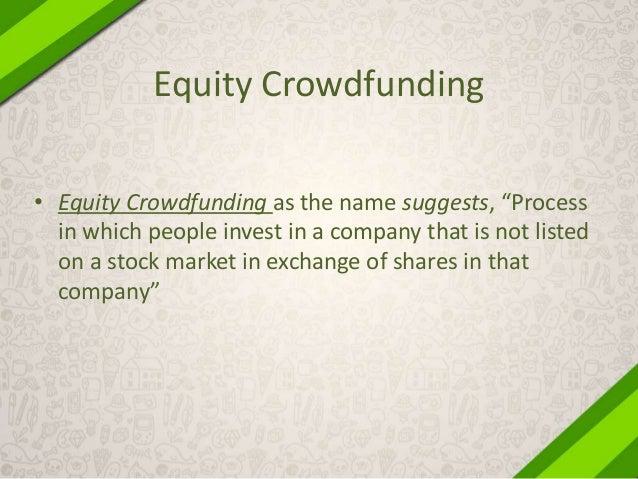 Equity Crowdfunding
• Equity Crowdfunding as the name suggests, “Process
in which people invest in a company that is not listed
on a stock market in exchange of shares in that
company”